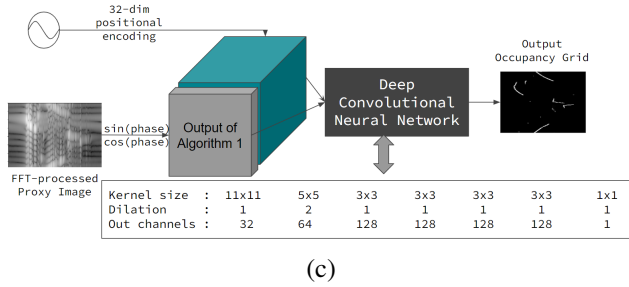 32-dim
positional
encoding
Output
Occupancy Grid
Deep
Convolutional
Neural Network
sin(phase)
cos(phase)
Output of
Algorithm 1
FFT-processed
Proxy Image
Kernel size : 11x11 5x5 3x3 3x3 3x3 3x3 1x1
Dilation : 1 2 1 1 1 1 1
Out channels : 32 64 128 128 128 128 1
(c)